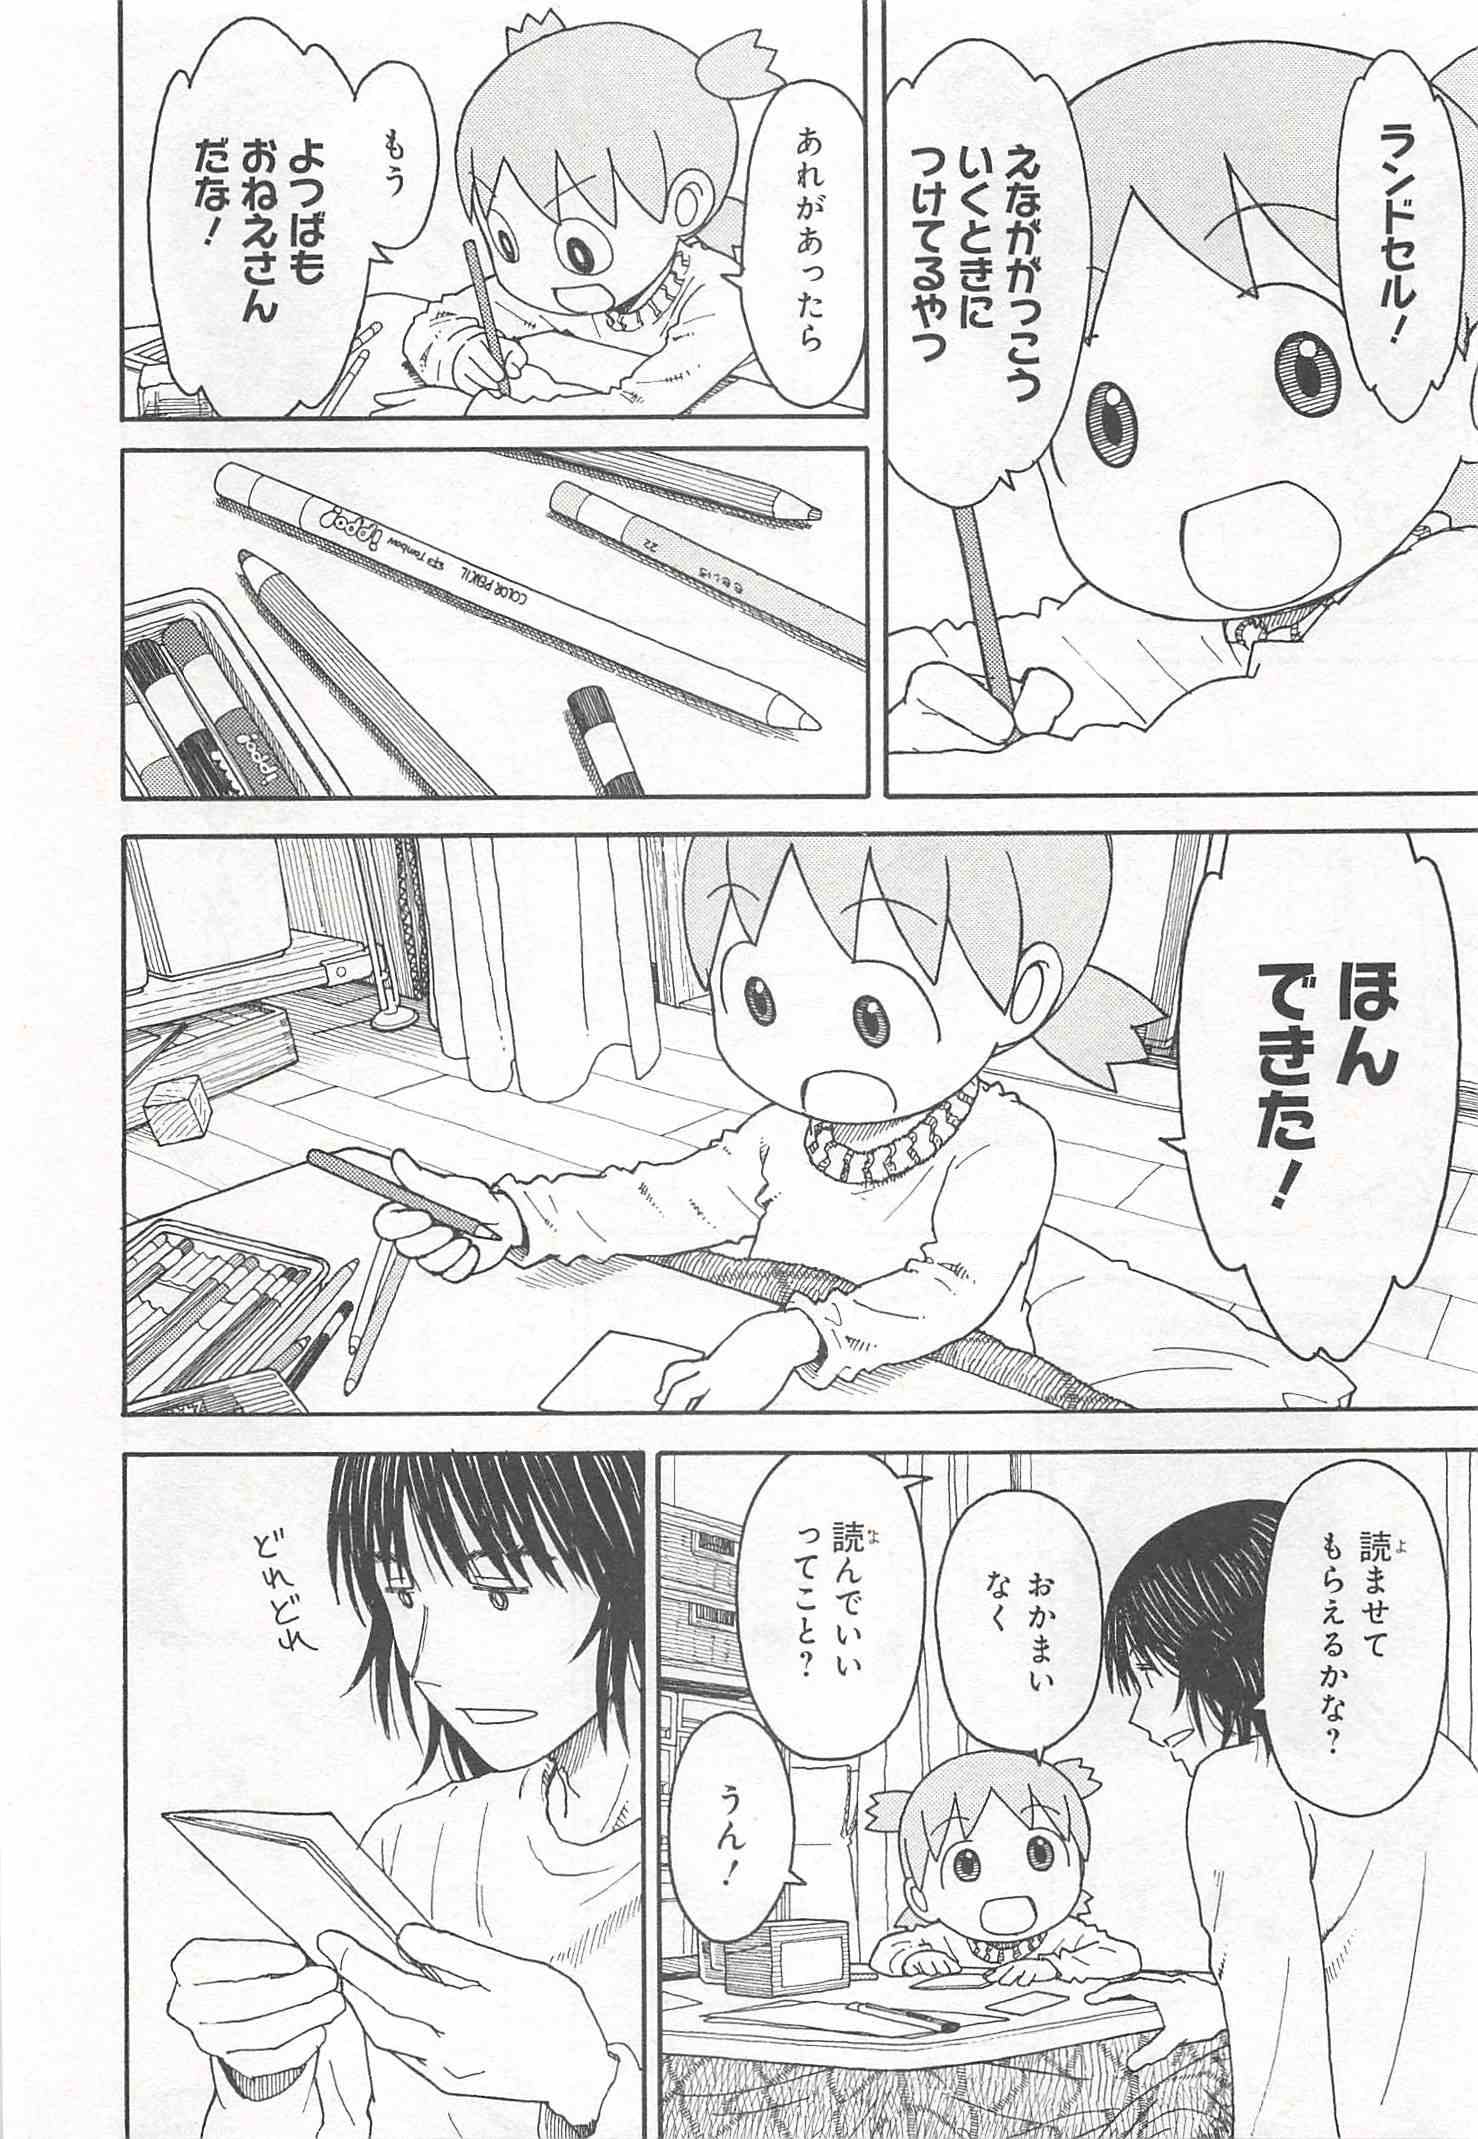 ランドセル！
えながが​っこう
いくときに
つけてるやつ
あれがあったら
もう
よつばも
おねえさん
だな！
ippo!
Tombow
COLOR PENCIL
22
ippo!
ほん
できた！
読ませて
もらえるかな？
おかまい
なく
読んでいい
ってこと？
うん！
どれどれ